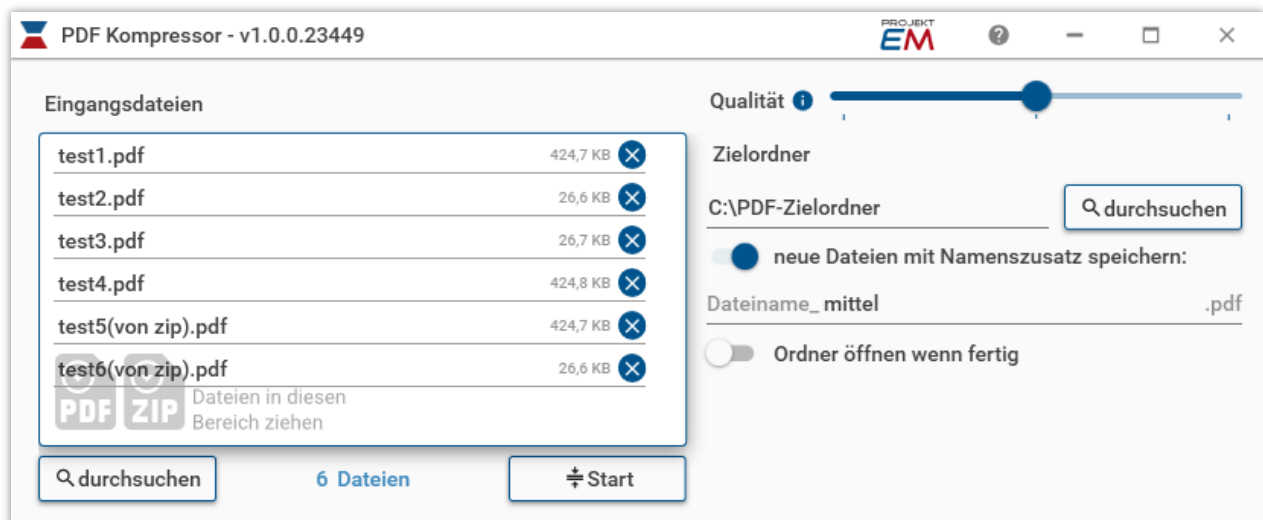 PDF Kompressor - v1.0.0.23449
PROJEKT
EM
Eingangsdateien
test1.pdf 424,7 KB
test2.pdf 26,6 KB
test3.pdf 26,7 KB
test4.pdf 424,8 KB
test5(von zip).pdf 424,7 KB
test6(von zip).pdf 26,6 KB
PDF ZIP
Dateien in diesen
Bereich ziehen
durchsuchen
6 Dateien
Start
Qualität
Zielordner
C:\PDF-Zielordner
durchsuchen
neue Dateien mit Namenszusatz speichern:
Dateiname_ mittel .pdf
Ordner öffnen wenn fertig